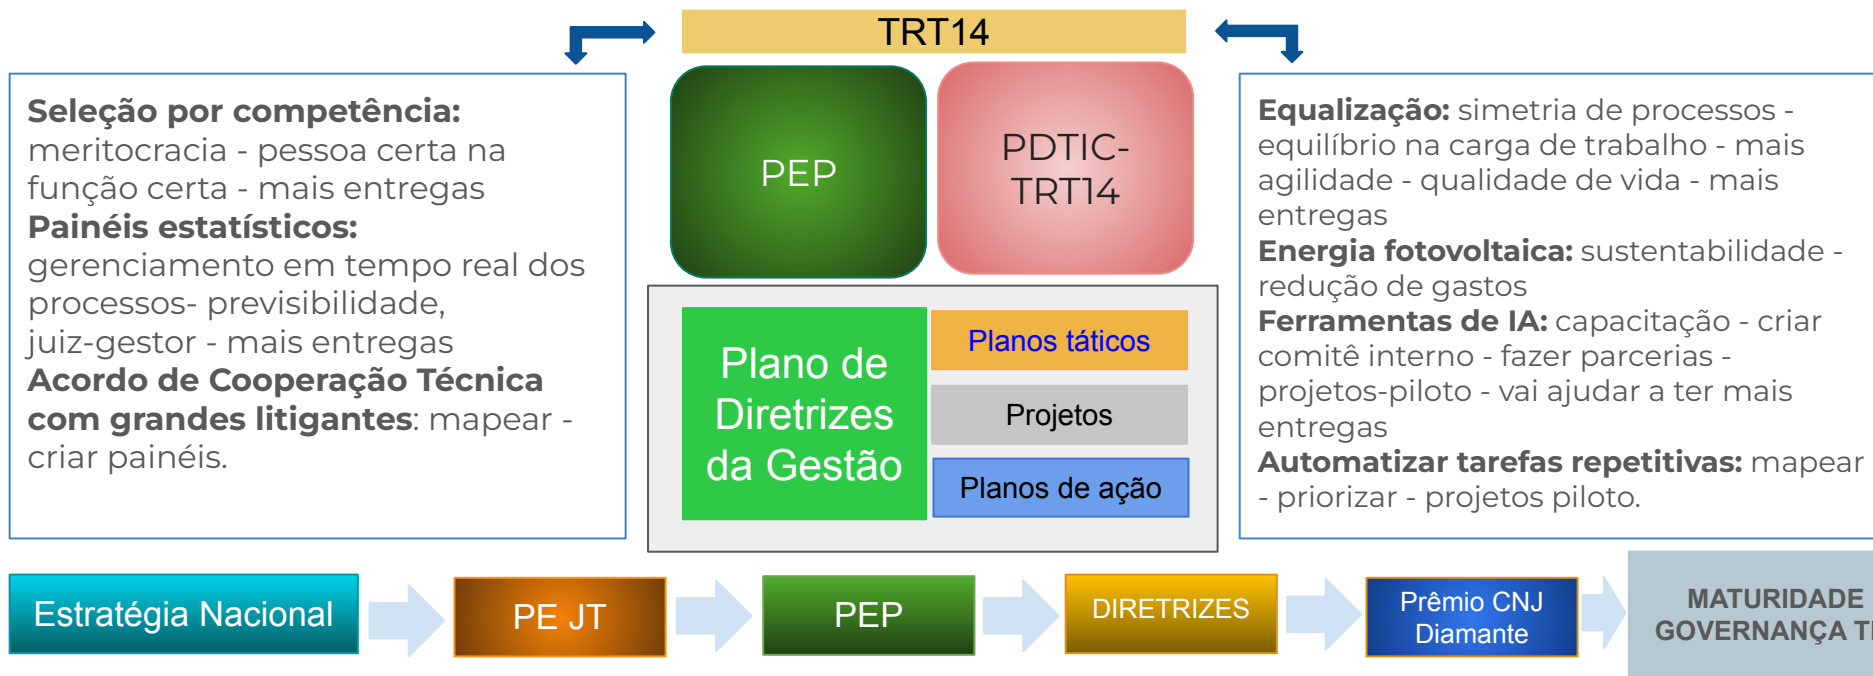 TRT14
Seleção por competência:
meritocracia - pessoa certa na
função certa - mais entregas
Painéis estatísticos:
gerenciamento em tempo real dos
processos- previsibilidade,
juiz-gestor - mais entregas
Acordo de Cooperação Técnica
com grandes litigantes: mapear -
criar painéis.
PEP
PDTIC-
TRT14
Plano de
Diretrizes
da Gestão
Planos táticos
Projetos
Planos de ação
Equalização: simetria de processos -
equilíbrio na carga de trabalho - mais
agilidade - qualidade de vida - mais
entregas
Energia fotovoltaica: sustentabilidade -
redução de gastos
Ferramentas de IA: capacitação - criar
comitê interno - fazer parcerias -
projetos-piloto - vai ajudar a ter mais
entregas
Automatizar tarefas repetitivas: mapear
- priorizar - projetos piloto.
Estratégia Nacional
PE JT
PEP
DIRETRIZES
Prêmio CNJ
Diamante
MATURIDADE
GOVERNANÇA